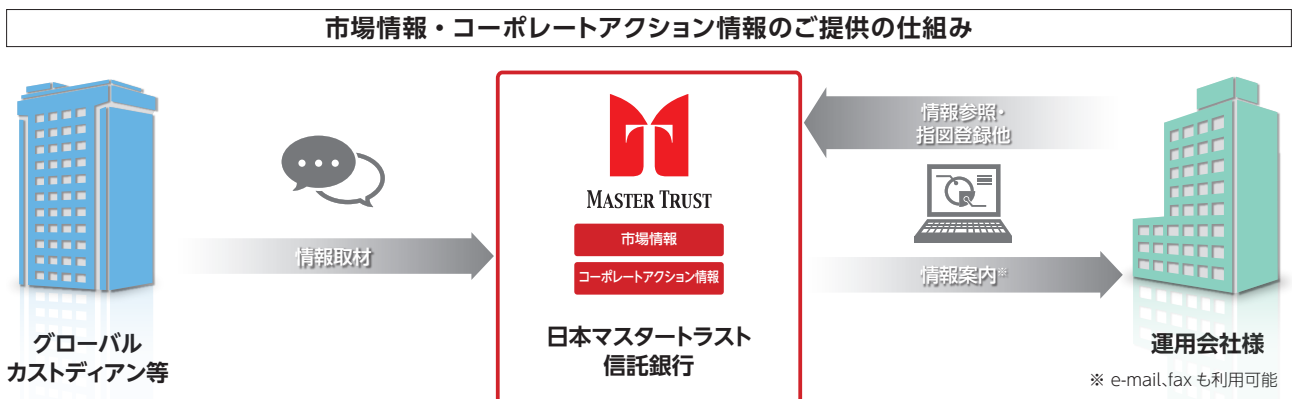 市場情報・コーポレートアクション情報のご提供の仕組み
情報参照・
指図登録他
MASTER TRUST
市場情報
情報取材
コーポレートアクション情報
情報案内※
日本マスタートラスト
信託銀行
グローバル
カストディアン等
運用会社様
※ e-mail、fax も利用可能